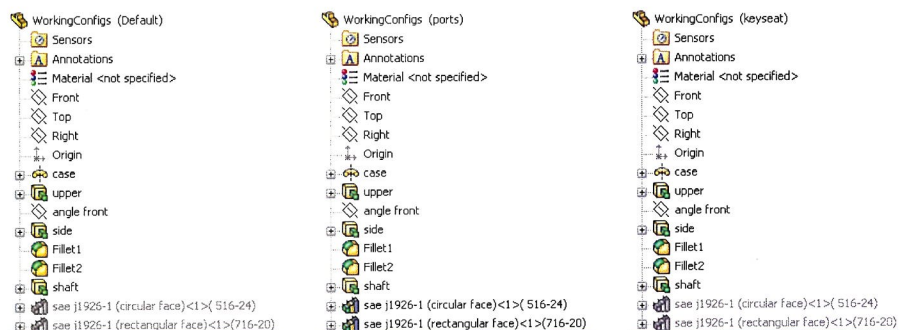 WorkingConfigs (Default)
Sensors
Annotations
Material <not specified>
Front
Top
Right
Origin
case
upper
angle front
side
Fillet1
Fillet2
shaft
sae j1926-1 (circular face)<1>( 516-24)
sae j1926-1 (rectangular face)<1>(716-20)
WorkingConfigs (ports)
Sensors
Annotations
Material <not specified>
Front
Top
Right
Origin
case
upper
angle front
side
Fillet1
Fillet2
shaft
sae j1926-1 (circular face)<1>( 516-24)
sae j1926-1 (rectangular face)<1>(716-20)
WorkingConfigs (keyseat)
Sensors
Annotations
Material <not specified>
Front
Top
Right
Origin
case
upper
angle front
side
Fillet1
Fillet2
shaft
sae j1926-1 (circular face)<1>( 516-24)
sae j1926-1 (rectangular face)<1>(716-20)